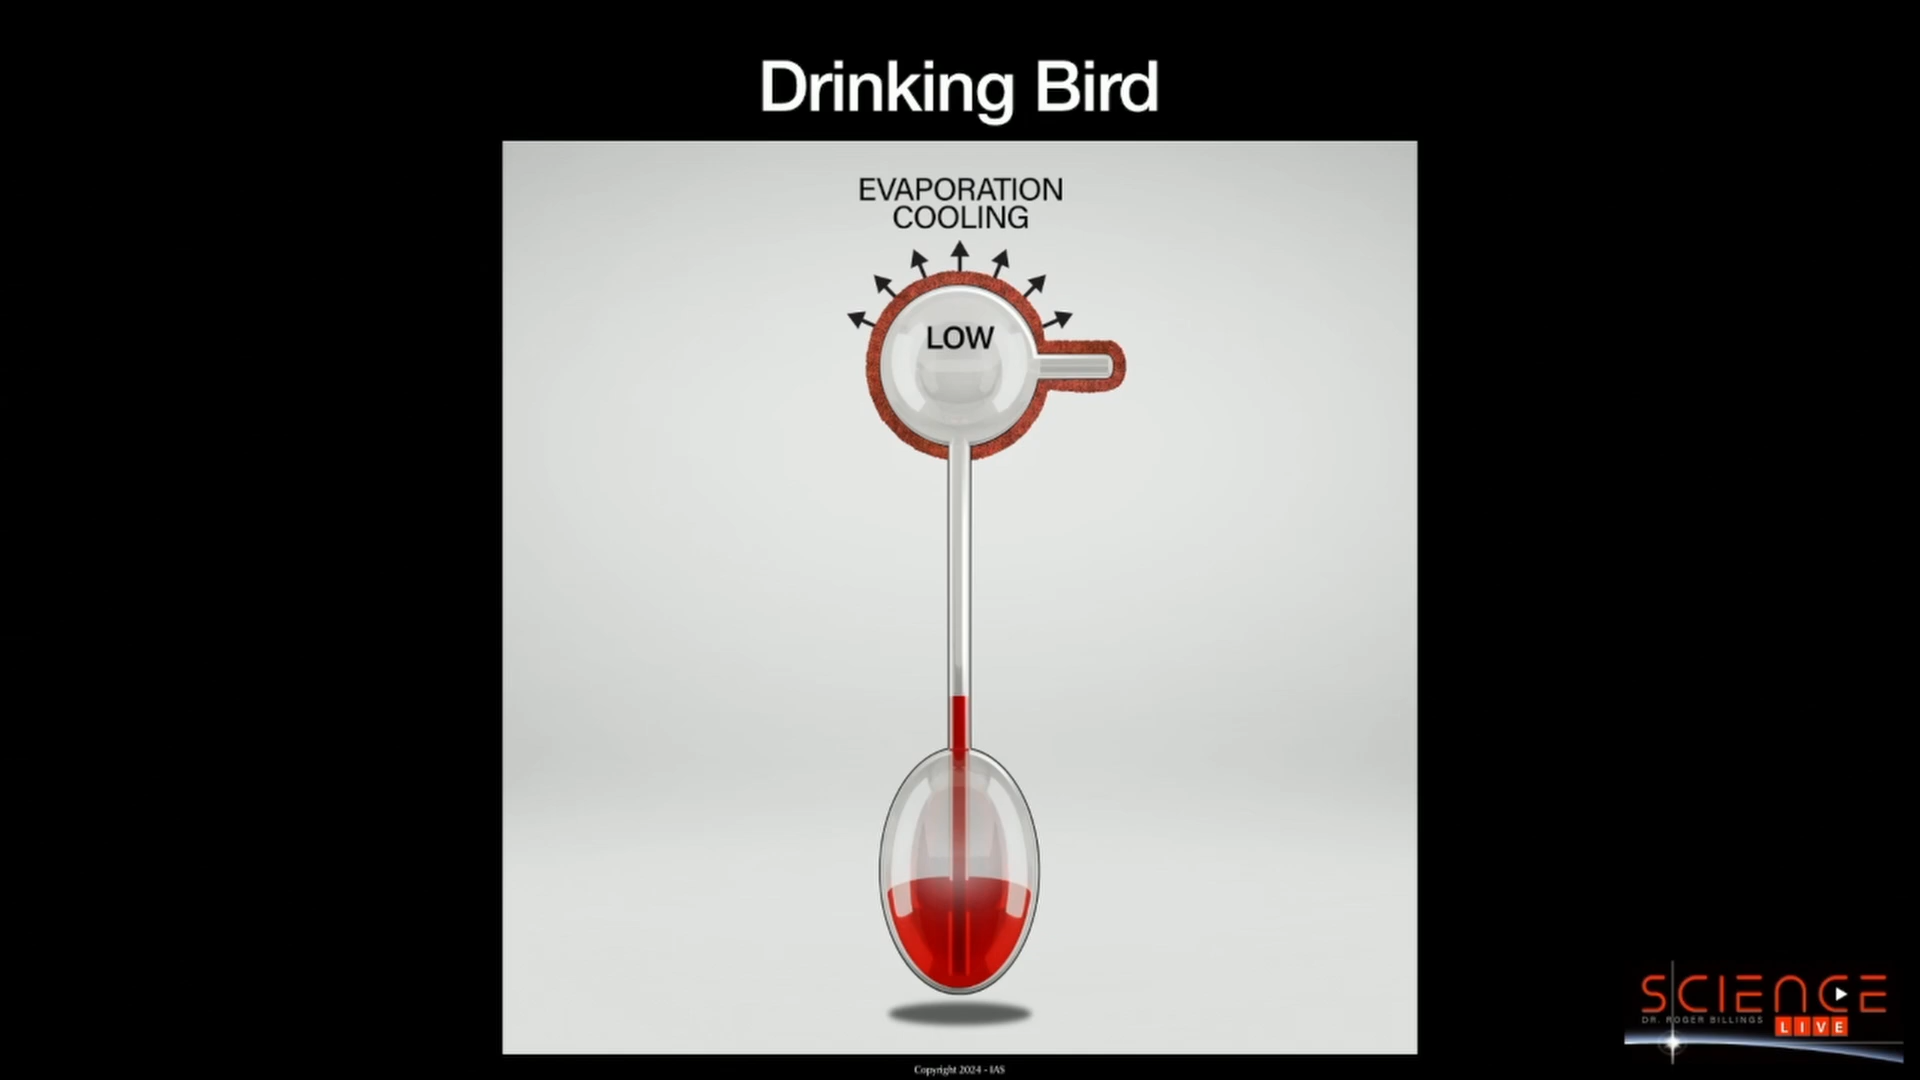 Drinking Bird
EVAPORATION
COOLING
LOW
SCIENCE
DR. ROGER BILLINGS
LIVE
Copyright 2024 - IAS